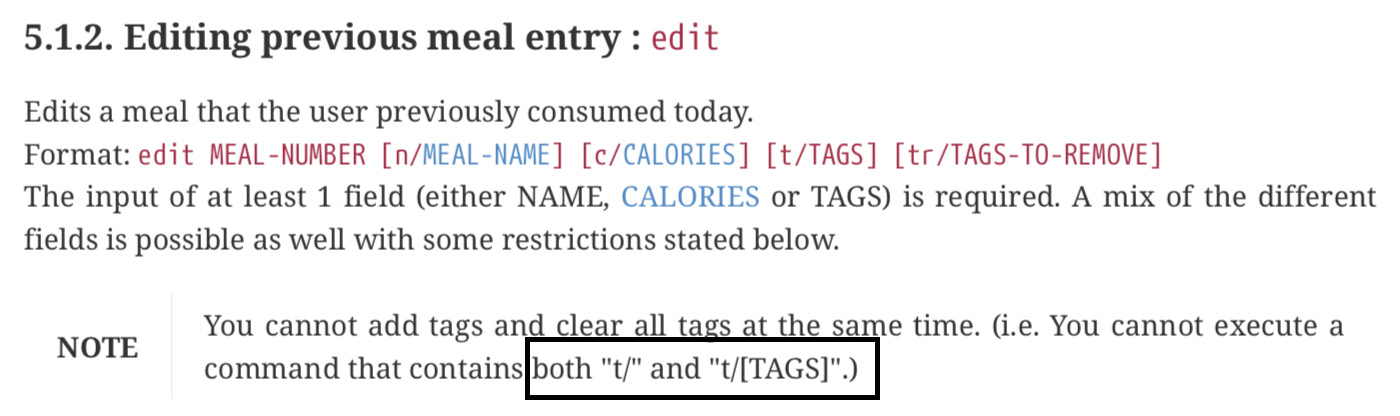 5.1.2. Editing previous meal entry : edit
Edits a meal that the user previously consumed today.
Format: edit MEAL-NUMBER [n/MEAL-NAME] [c/CALORIES] [t/TAGS] [tr/TAGS-TO-REMOVE]
The input of at least 1 field (either NAME, CALORIES or TAGS) is required. A mix of the different
fields is possible as well with some restrictions stated below.
You cannot add tags and clear all tags at the same time. (i.e. You cannot execute a
NOTE
command that contains both "t/" and "t/[TAGS]".)